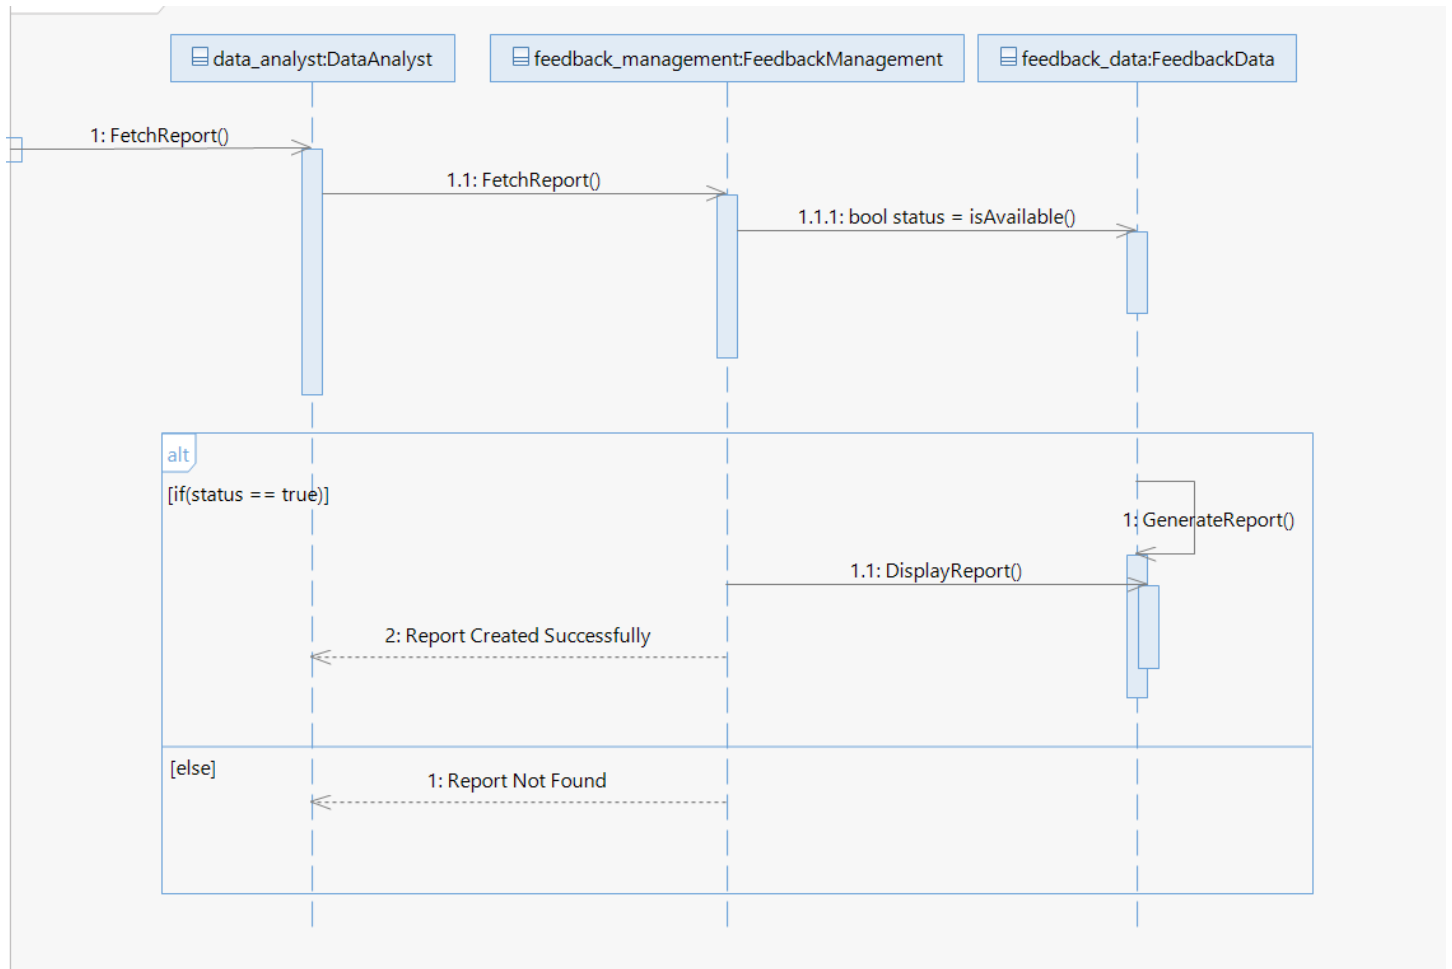 data_analyst:DataAnalyst
feedback_management:FeedbackManagement
feedback_data:FeedbackData
1: FetchReport()
1.1: FetchReport()
1.1.1: bool status = isAvailable()
alt
[if(status == true)]
1: GenerateReport()
1.1: DisplayReport()
2: Report Created Successfully
[else]
1: Report Not Found